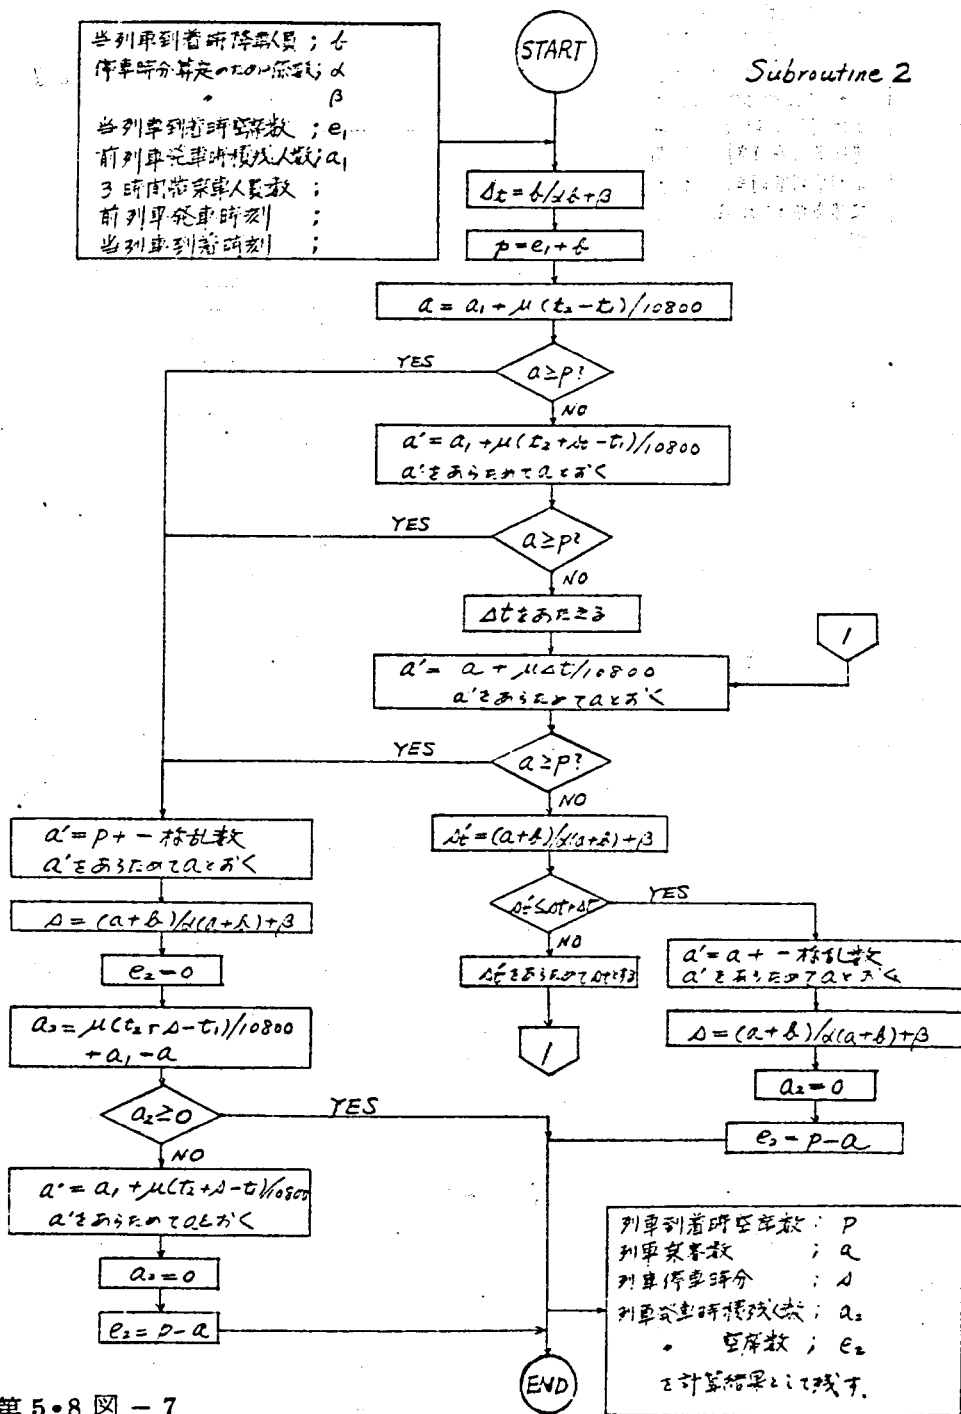 Subroutine 2
START
当列車到着時降車人員 ; b
停車時分算定のための係数; α
〃 β
当列車到着時空席数 ; e₁
前列車発車時積残人数; a₁
3時間帯乗車人員数 ;
前列車発車時刻 ;
当列車到着時刻 ;
Δt = b/αb+β
p = e₁ + b
a = a₁ + μ(t₂-t₁)/10800
a ≥ p?
YES
NO
a' = a₁ + μ(t₂+Δt-t₁)/10800
a'をあらためてaとおく
a ≥ p?
YES
NO
Δtをあたえる
1
a' = a + μΔt/10800
a'をあらためてaとおく
a ≥ p?
YES
NO
Δt' = (a+b)/α(a+b)+β
YES
NO
Δt'をあらためてΔtとする
1
a' = p + 一様乱数
a'をあらためてaとおく
s = (a+b)/α(a+b)+β
e₂ = 0
a₂ = μ(t₂+s-t₁)/10800
+ a₁ - a
a₂ ≥ 0
YES
NO
a' = a₁ + μ(t₂+s-t₁)/10800
a'をあらためてaとおく
a₂ = 0
e₂ = p - a
a' = a + 一様乱数
a'をあらためてaとおく
s = (a+b)/α(a+b)+β
a₂ = 0
e₂ = p - a
列車到着時空席数 : p
列車乗客数 ; a
列車停車時分 ; s
列車発車時積残人数 ; a₂
〃 空席数 ; e₂
を計算結果として残す.
END
第 5•8 図 - 7